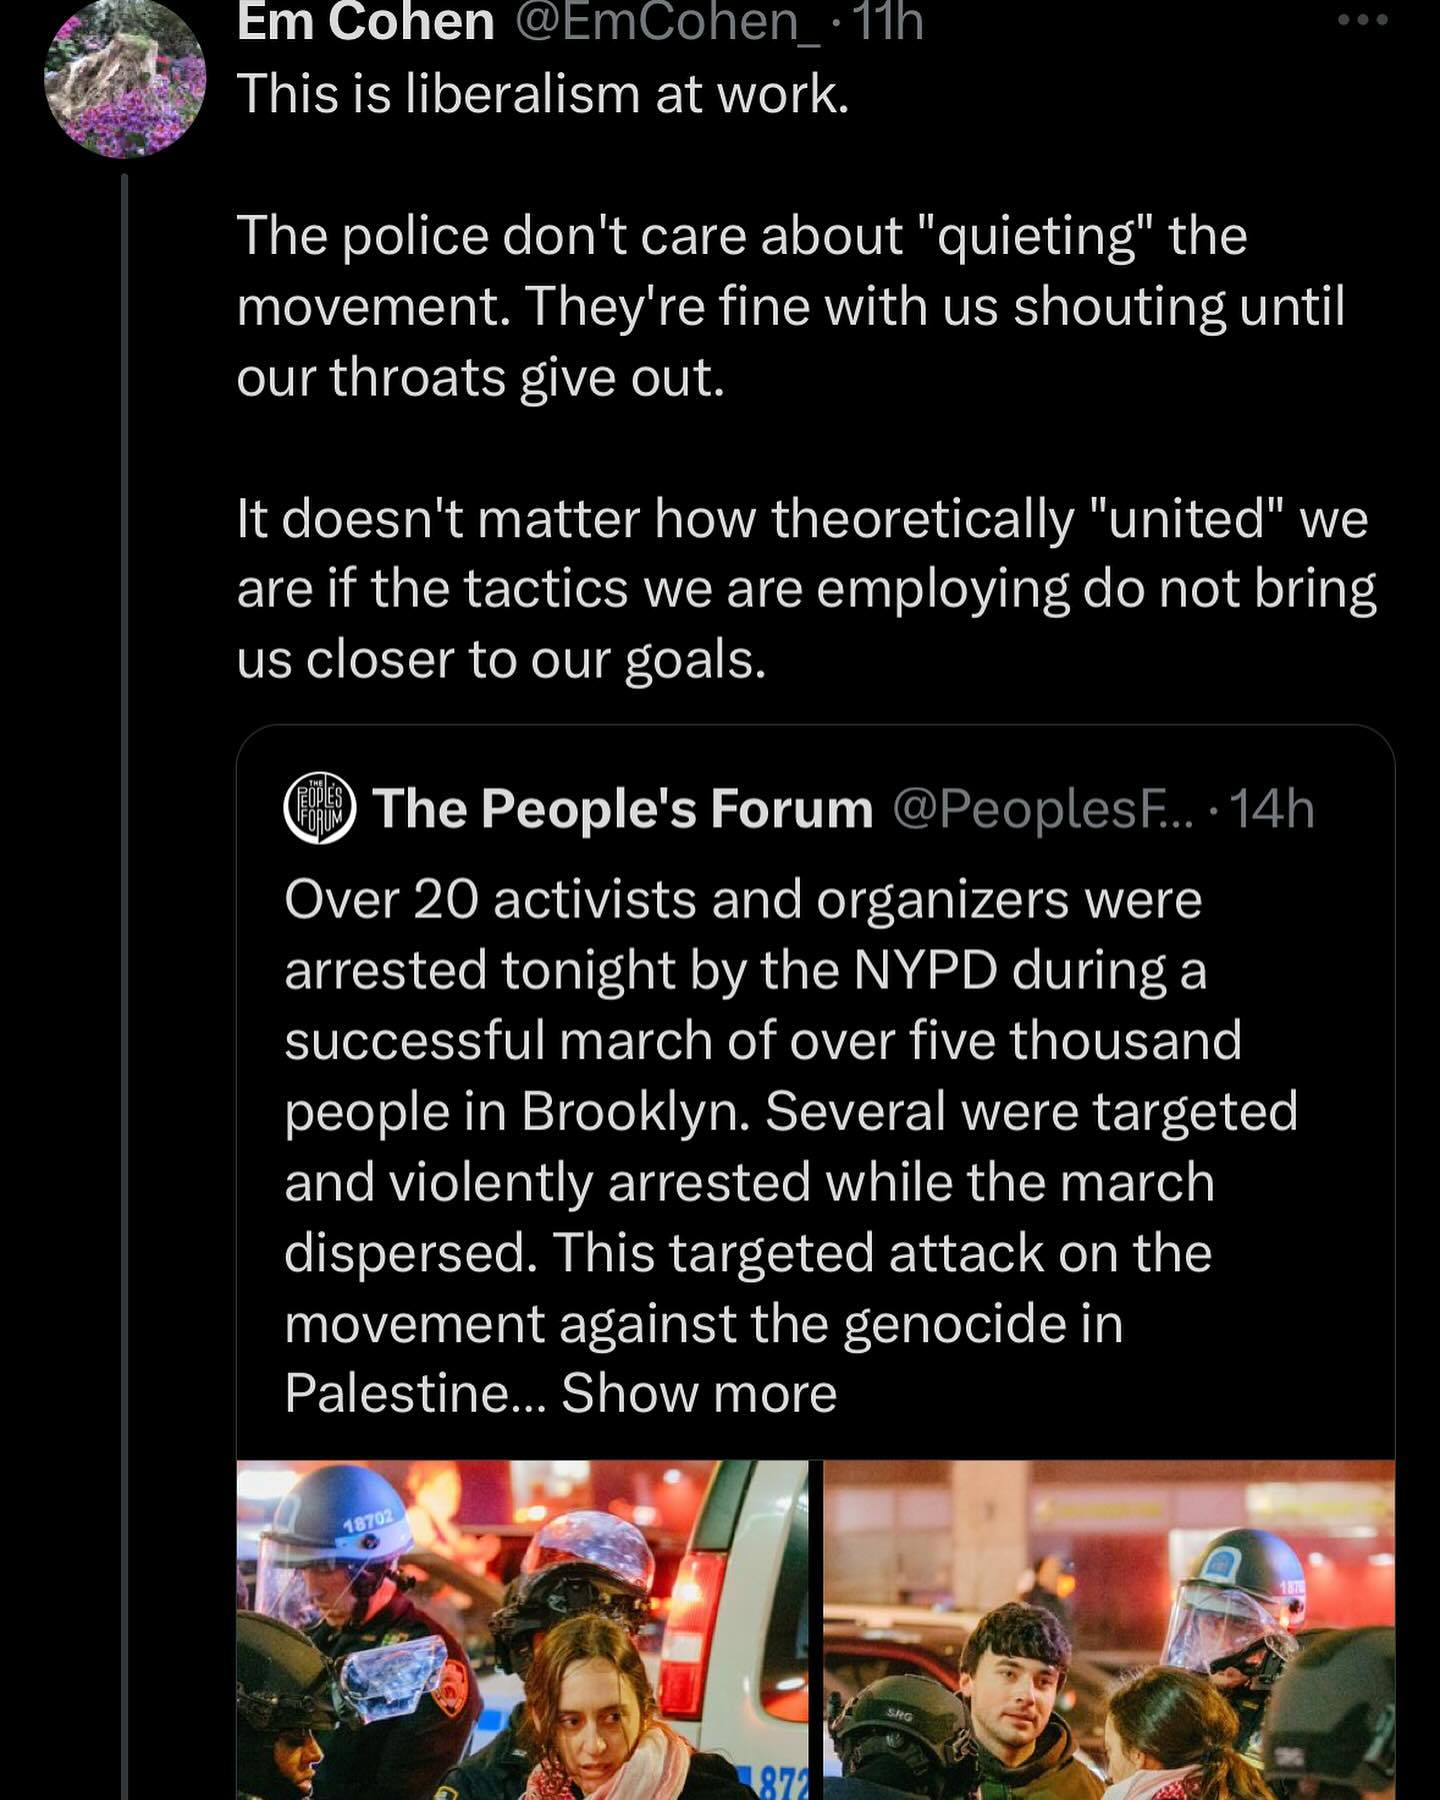 Em Cohen @EmCohen_ · 11h
This is liberalism at work.
The police don't care about "quieting" the
movement. They're fine with us shouting until
our throats give out.
It doesn't matter how theoretically "united" we
are if the tactics we are employing do not bring
us closer to our goals.
THE
PEOPLE'S
FORUM
The People's Forum @PeoplesF... · 14h
Over 20 activists and organizers were
arrested tonight by the NYPD during a
successful march of over five thousand
people in Brooklyn. Several were targeted
and violently arrested while the march
dispersed. This targeted attack on the
movement against the genocide in
Palestine... Show more
18702
872
1870
SRG